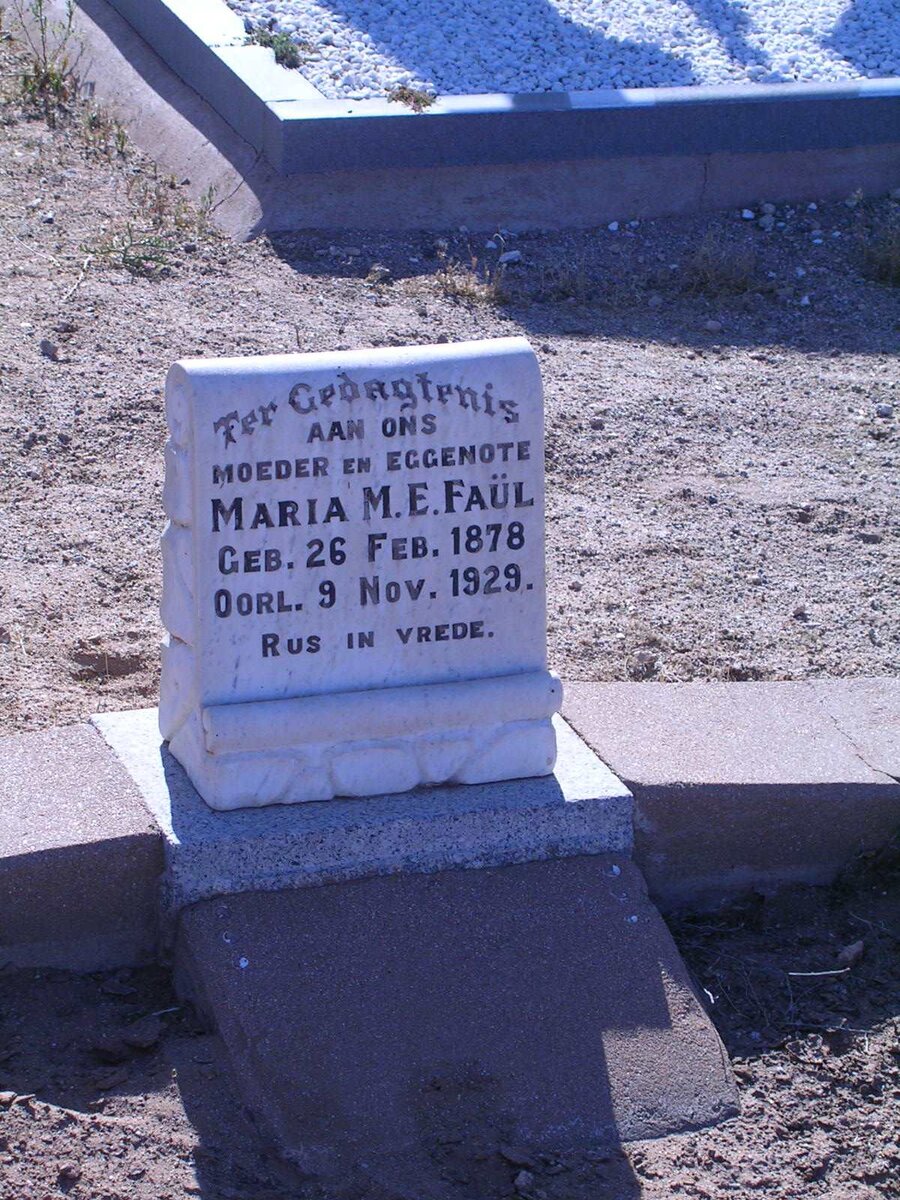 Ter Gedagtenis
AAN ONS
MOEDER EN EGGENOTE
MARIA M. E. FAÜL
GEB. 26 FEB. 1878
OORL. 9 NOV. 1929.
RUS IN VREDE.